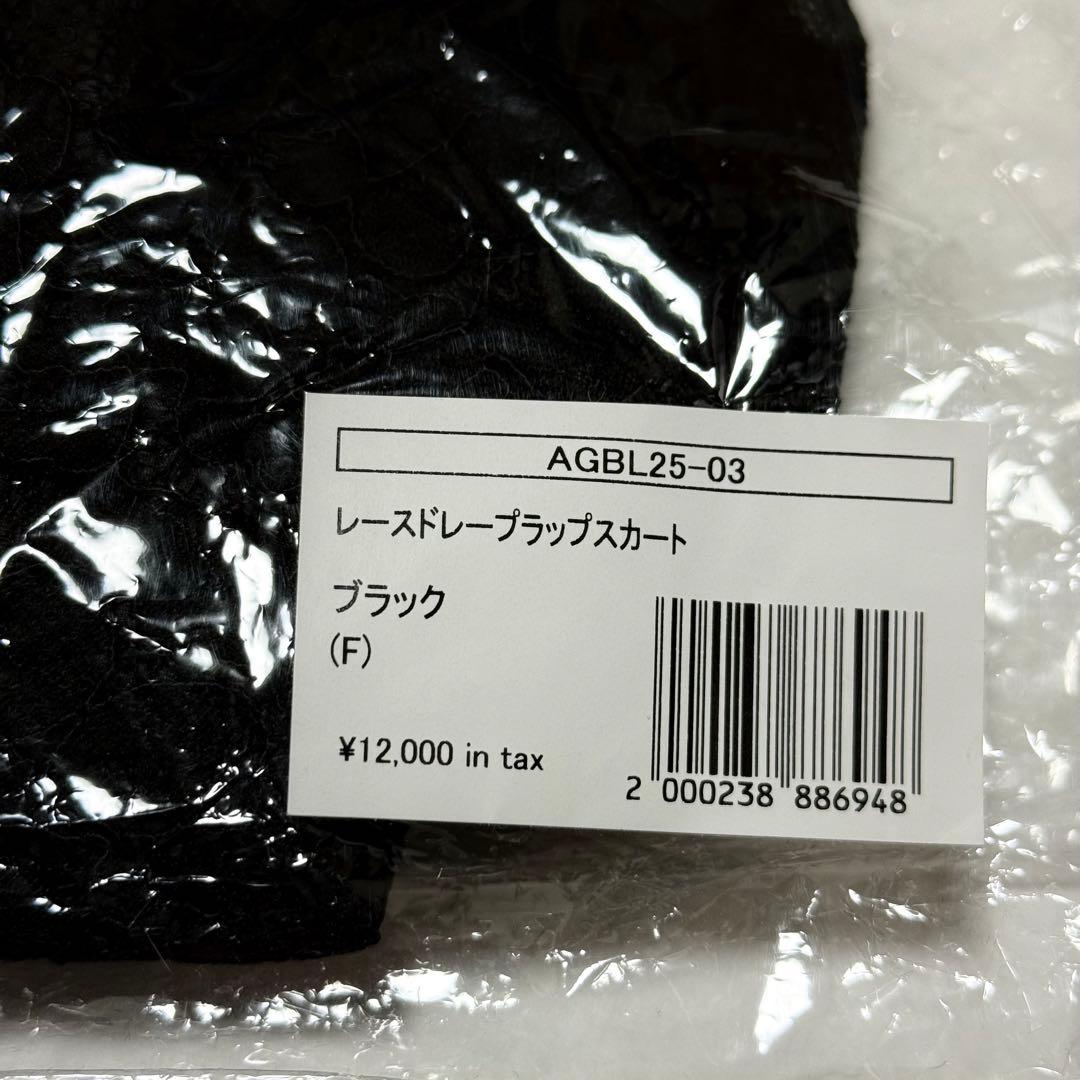 AGBL25-03
レースドレープラップスカート
ブラック
(F)
¥12,000 in tax
2 000238 886948